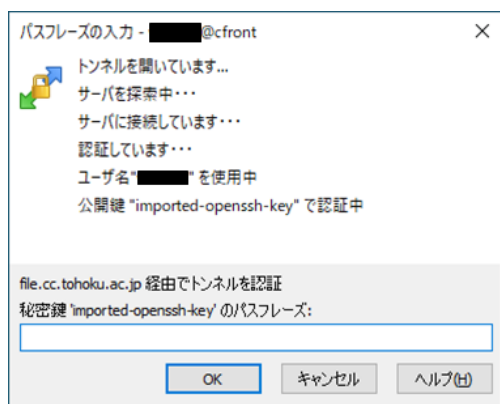 パスフレーズの入力 - @cfront
トンネルを開いています...
サーバを探索中・・・
サーバに接続しています・・・
認証しています・・・
ユーザ名"" を使用中
公開鍵 "imported-openssh-key" で認証中
file.cc.tohoku.ac.jp 経由でトンネルを認証
秘密鍵 'imported-openssh-key' のパスフレーズ:
OK キャンセル ヘルプ(H)